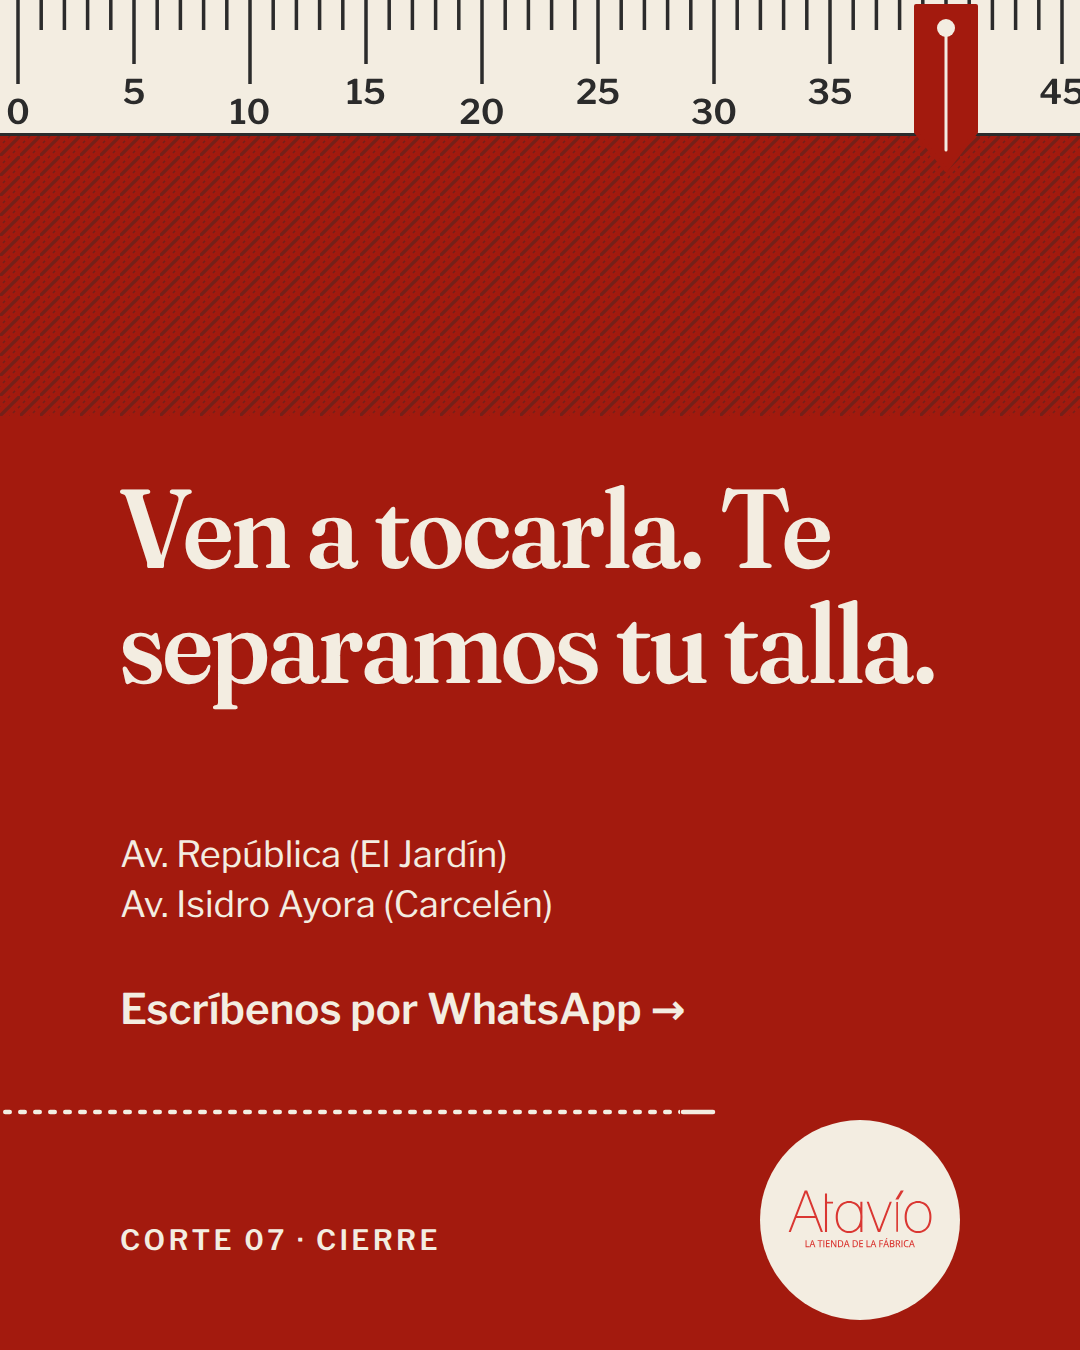 0 5 10 15 20 25 30 35 45
Ven a tocarla. Te
separamos tu talla.
Av. República (El Jardín)
Av. Isidro Ayora (Carcelén)
Escríbenos por WhatsApp →
CORTE 07 · CIERRE
Atavío
LA TIENDA DE LA FÁBRICA